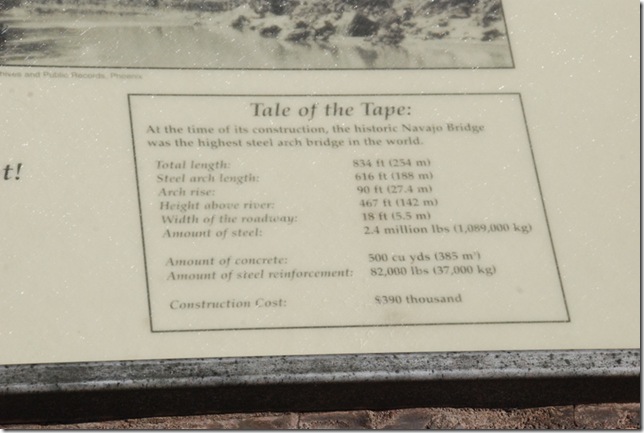 hives and Public Records, Phoenix
t!
Tale of the Tape:
At the time of its construction, the historic Navajo Bridge
was the highest steel arch bridge in the world.
Total length: 834 ft (254 m)
Steel arch length: 616 ft (188 m)
Arch rise: 90 ft (27.4 m)
Height above river: 467 ft (142 m)
Width of the roadway: 18 ft (5.5 m)
Amount of steel: 2.4 million lbs (1,089,000 kg)
Amount of concrete: 500 cu yds (385 m³)
Amount of steel reinforcement: 82,000 lbs (37,000 kg)
Construction Cost: $390 thousand